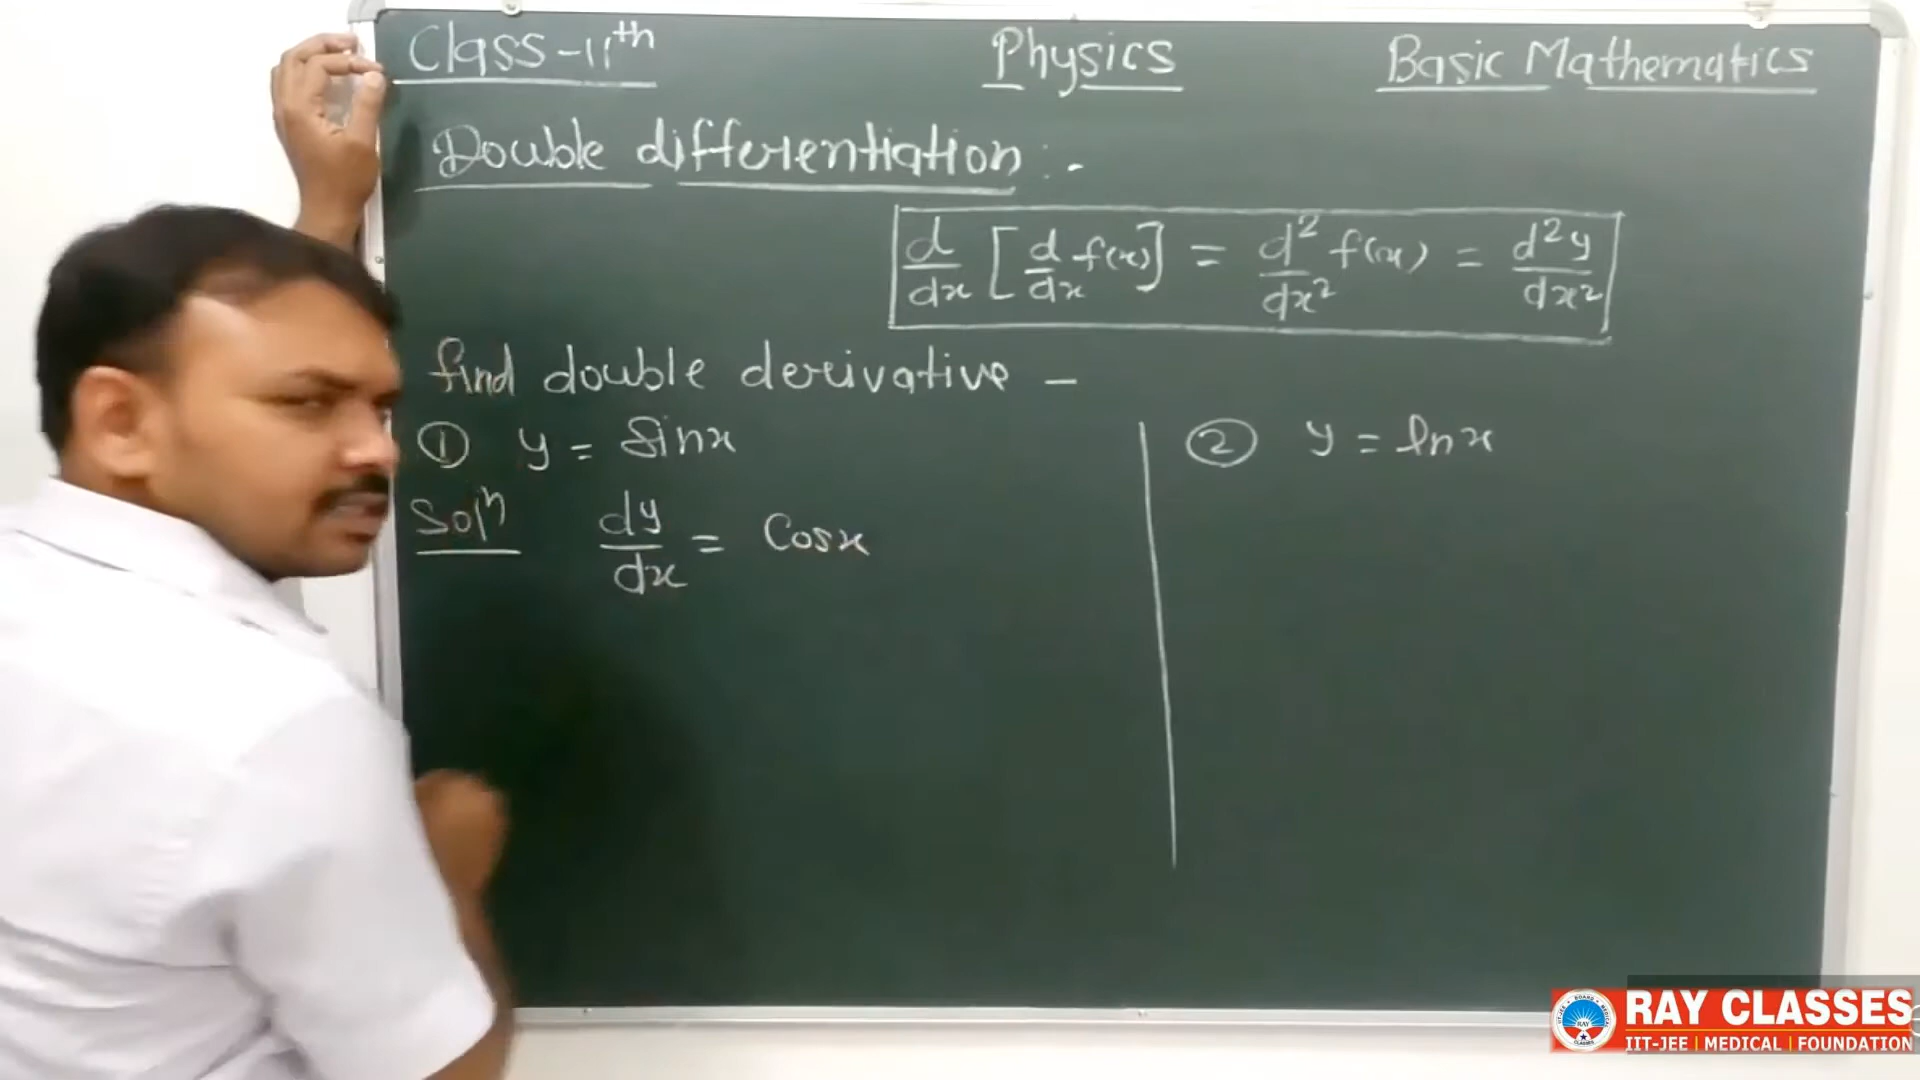 Class-11th Physics Basic Mathematics
Double differentiation :-
d/dx [d/dx f(x)] = d²/dx² f(x) = d²y/dx²
find double derivative –
① y = Sinx
② y = lnx
Solⁿ dy/dx = Cosx
RAY CLASSES
IIT-JEE | MEDICAL | FOUNDATION